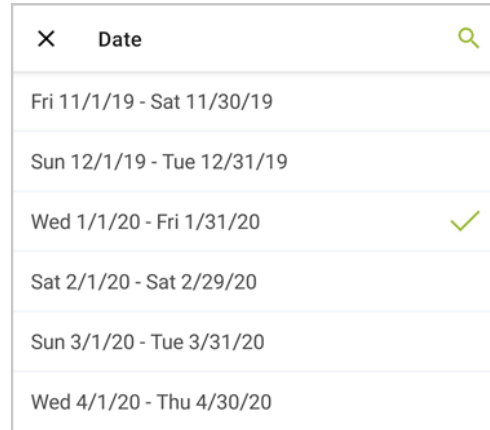 Date
Fri 11/1/19 - Sat 11/30/19
Sun 12/1/19 - Tue 12/31/19
Wed 1/1/20 - Fri 1/31/20
Sat 2/1/20 - Sat 2/29/20
Sun 3/1/20 - Tue 3/31/20
Wed 4/1/20 - Thu 4/30/20